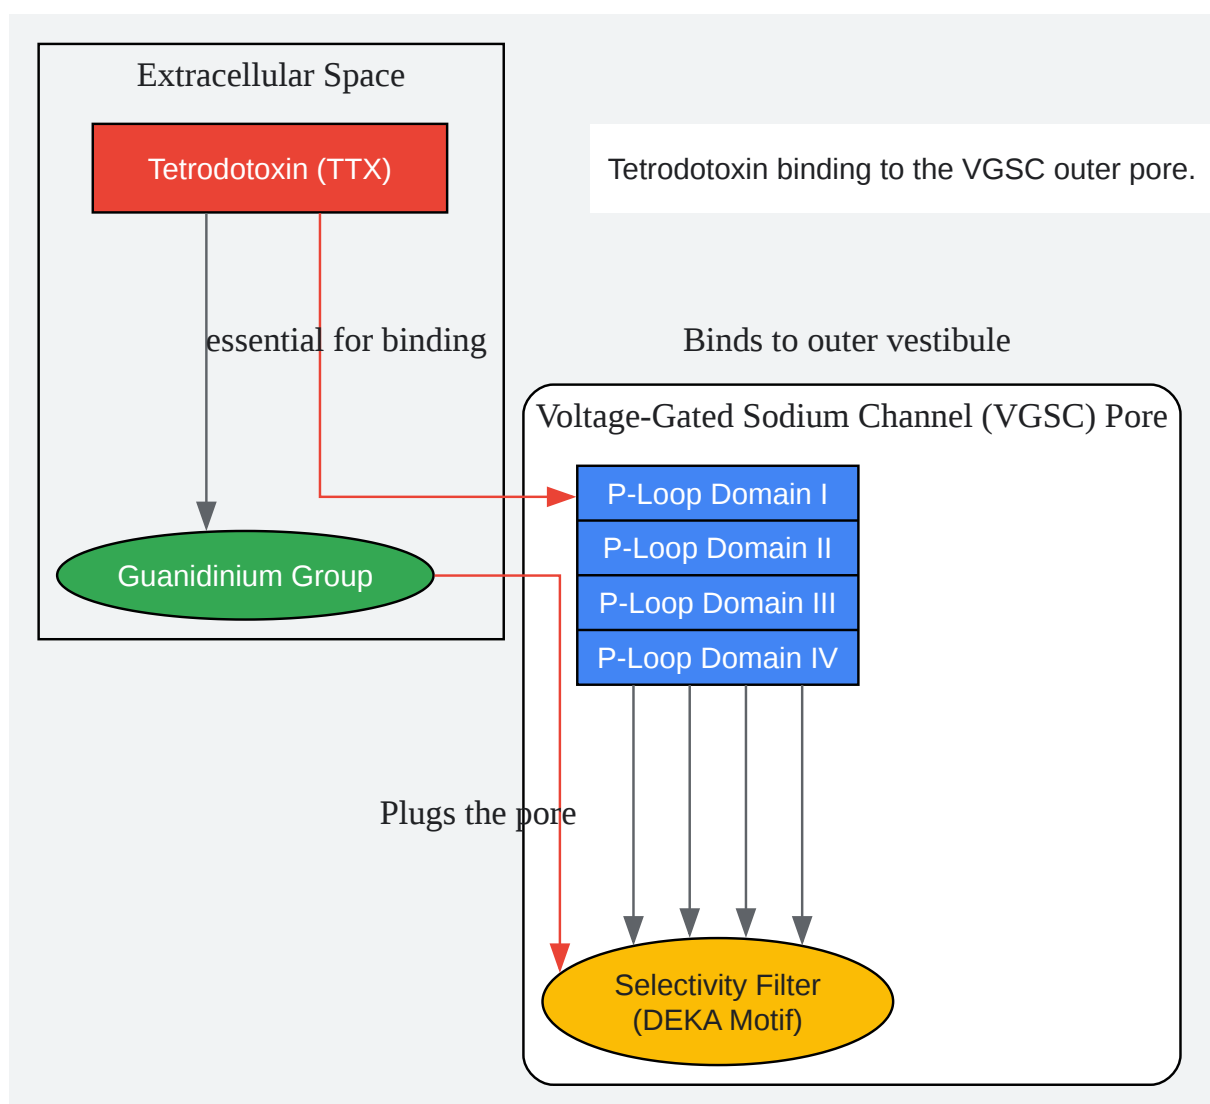 Extracellular Space
Tetrodotoxin (TTX)
Tetrodotoxin binding to the VGSC outer pore.
essential for binding
Binds to outer vestibule
Voltage-Gated Sodium Channel (VGSC) Pore
P-Loop Domain I
P-Loop Domain II
P-Loop Domain III
P-Loop Domain IV
Guanidinium Group
Plugs the pore
Selectivity Filter
(DEKA Motif)